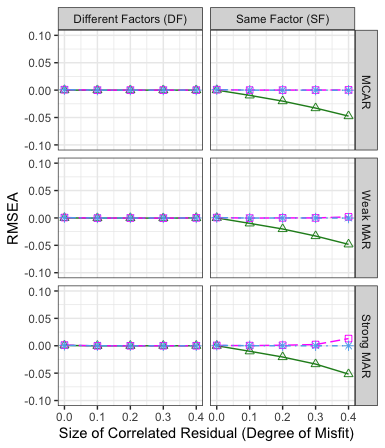 Different Factors (DF) Same Factor (SF)
0.10
0.05
0.00
-0.05
-0.10
MCAR
0.10
0.05
0.00
-0.05
-0.10
Weak MAR
0.10
0.05
0.00
-0.05
-0.10
Strong MAR
RMSEA
0.0 0.1 0.2 0.3 0.4 0.0 0.1 0.2 0.3 0.4
Size of Correlated Residual (Degree of Misfit)